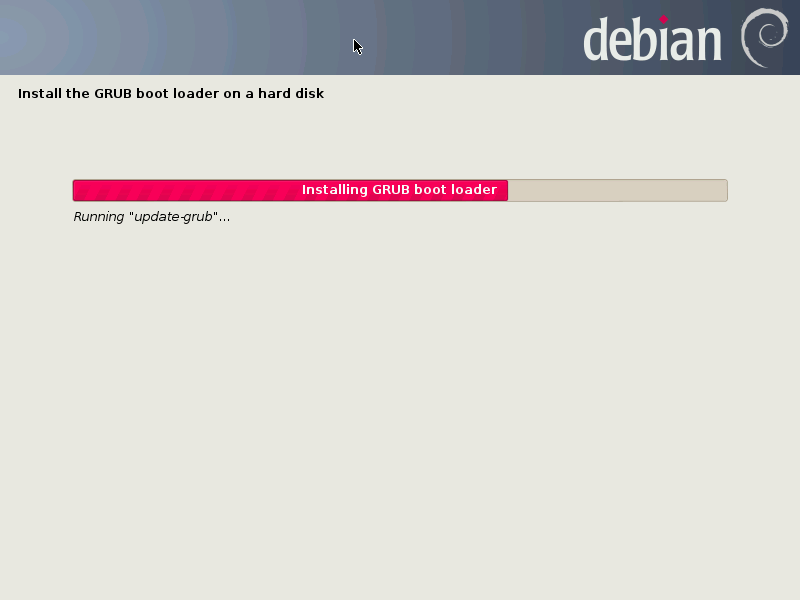 debian
Install the GRUB boot loader on a hard disk
Installing GRUB boot loader
Running "update-grub"...